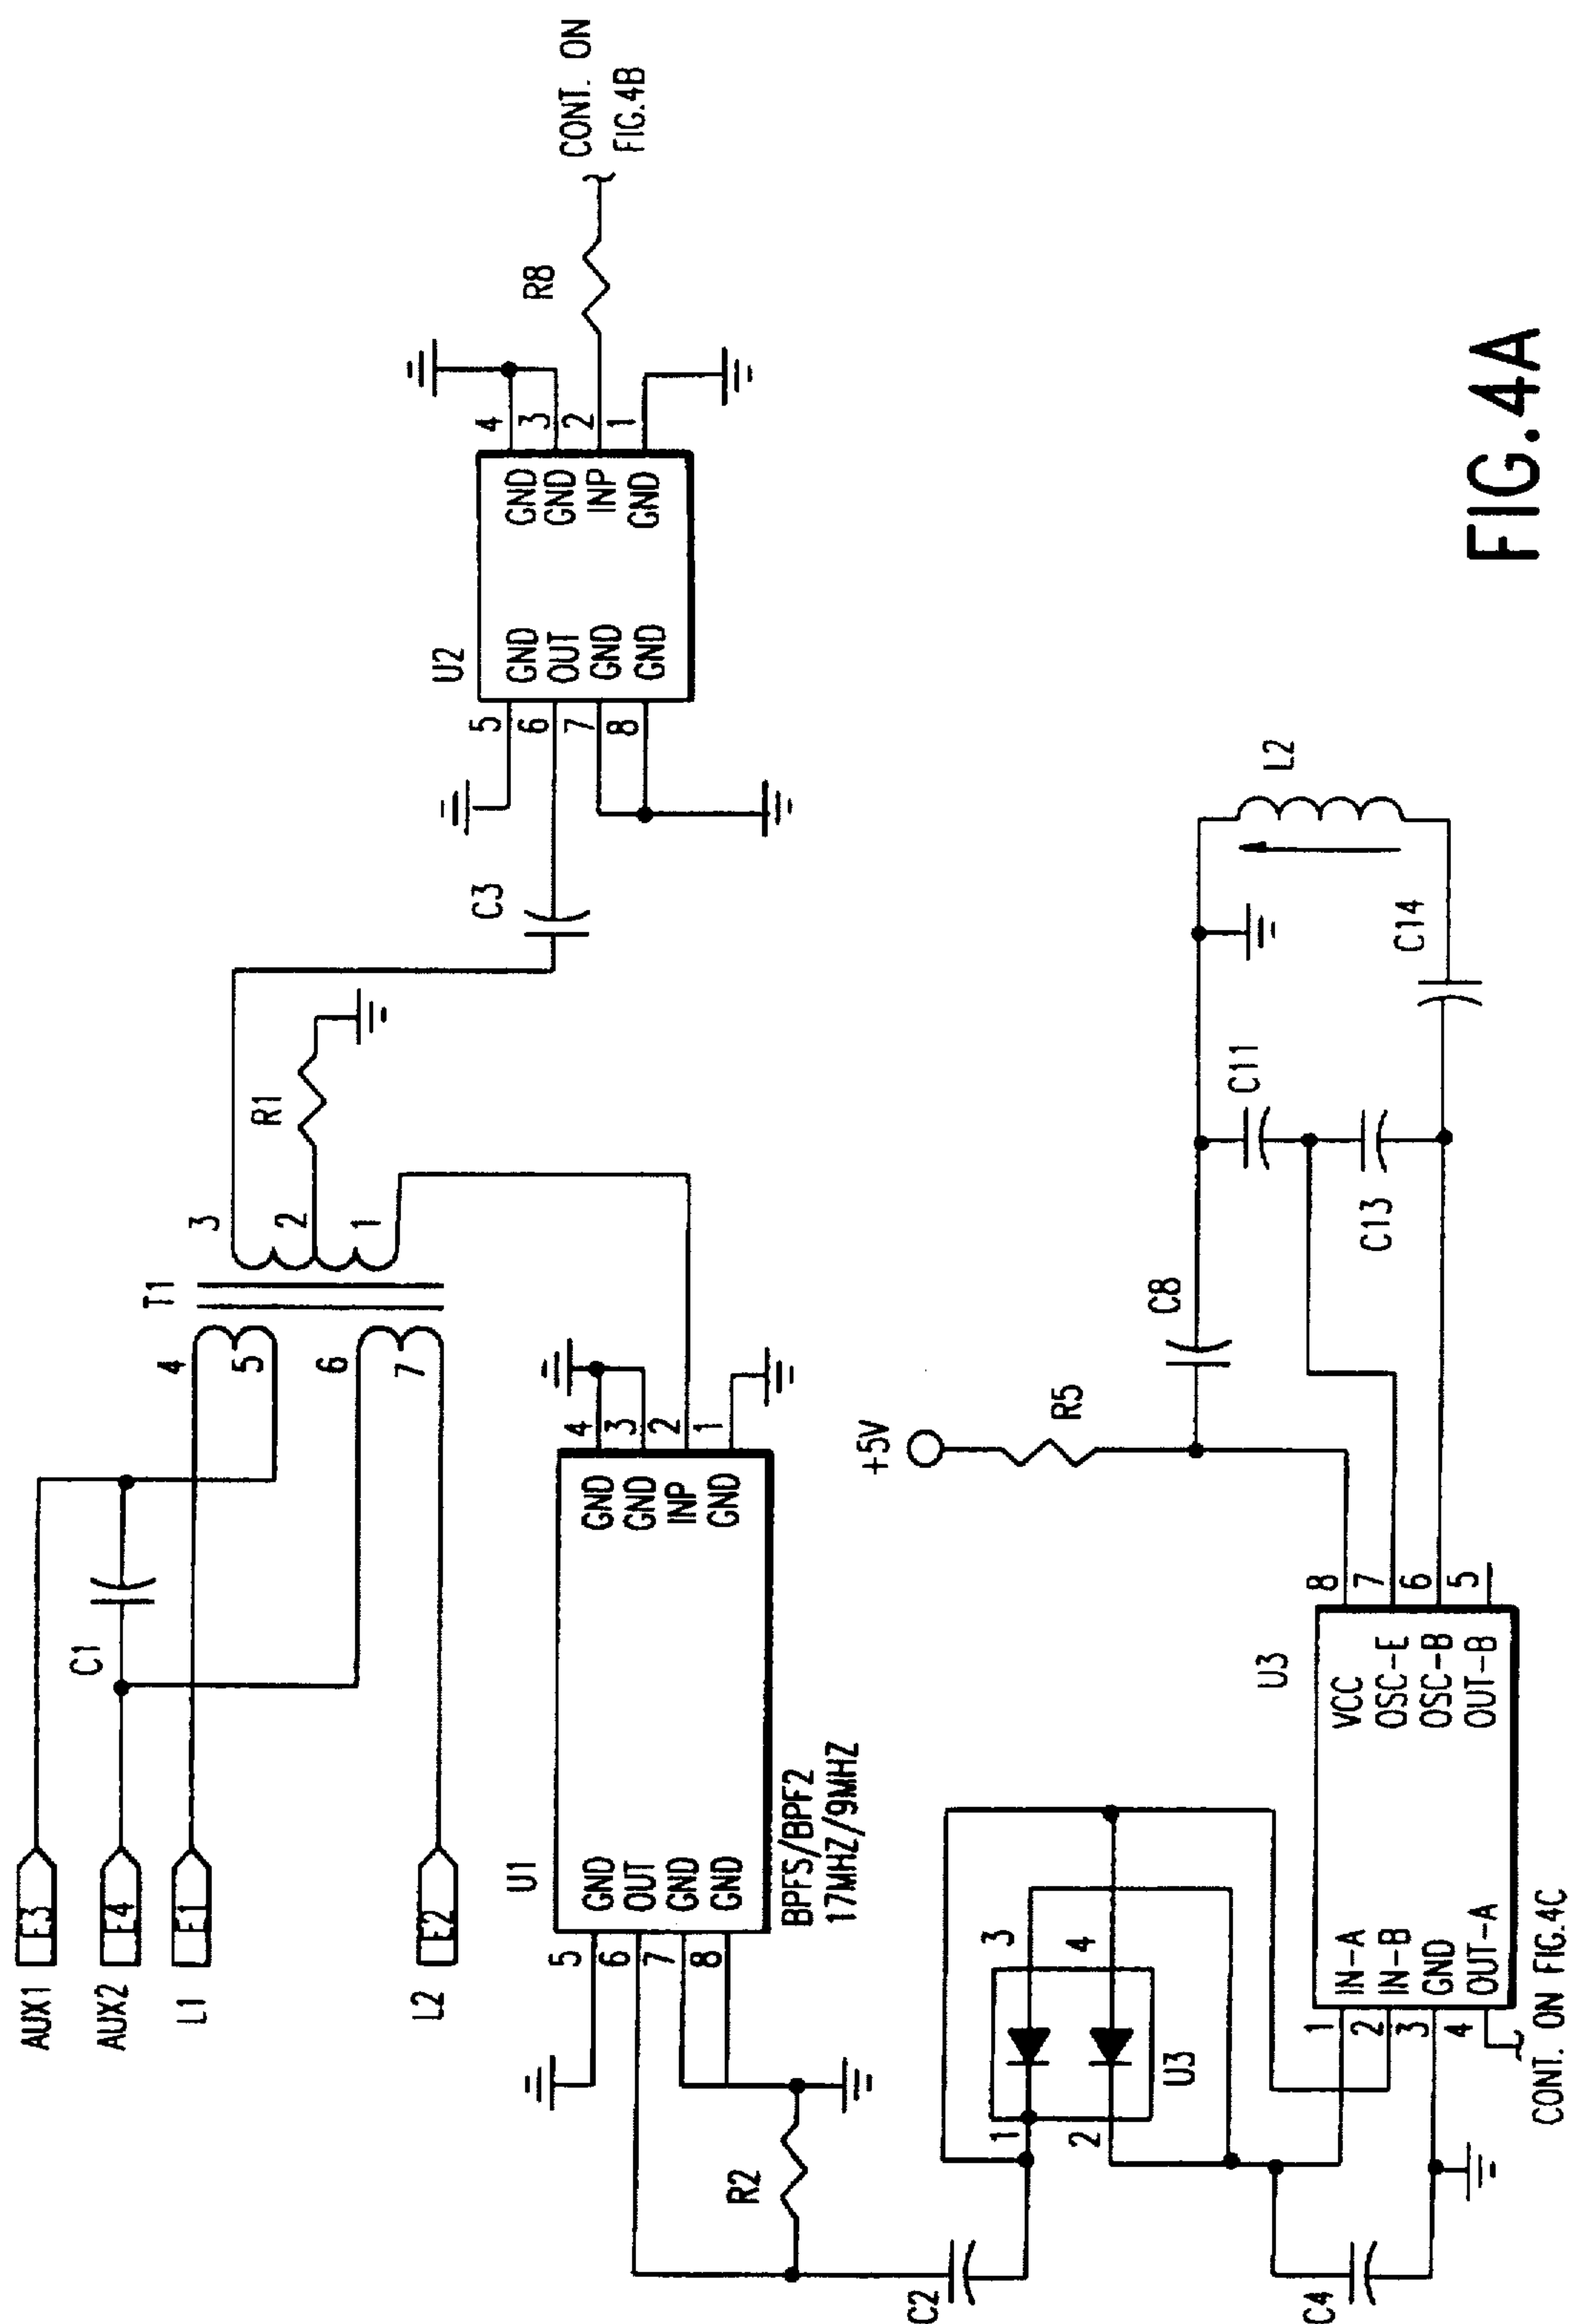 AUX1
E3
AUX2
E4
L1
E1
L2
E2
C1
T1
4
5
6
7
3
2
1
R1
C3
U2
5
6
7
8
GND
OUT
GND
GND
GND
GND
INP
GND
4
3
2
1
R8
CONT. ON
FIG.4B
U1
5
6
7
8
GND
OUT
GND
GND
GND
GND
INP
GND
4
3
2
1
BPFS/BPF2
17MHZ/9MHZ
R2
C2
1
2
3
4
U3
C4
+5V
R5
C8
C11
C13
C14
L2
U3
1
2
3
4
IN-A
IN-B
GND
OUT-A
VCC
OSC-E
OSC-B
OUT-B
8
7
6
5
CONT. ON FIG.4C
FIG.4A